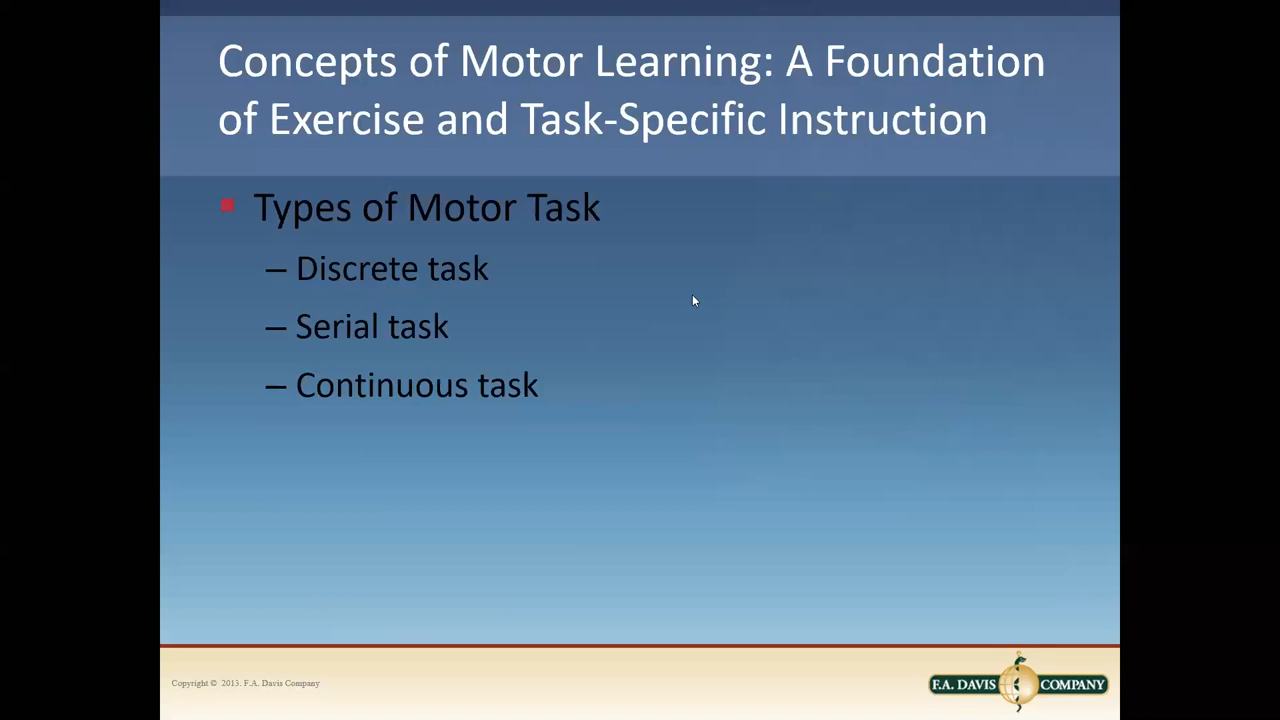 Concepts of Motor Learning: A Foundation
of Exercise and Task-Specific Instruction
▪ Types of Motor Task
– Discrete task
– Serial task
– Continuous task
Copyright © 2013. F.A. Davis Company
F.A. DAVIS COMPANY